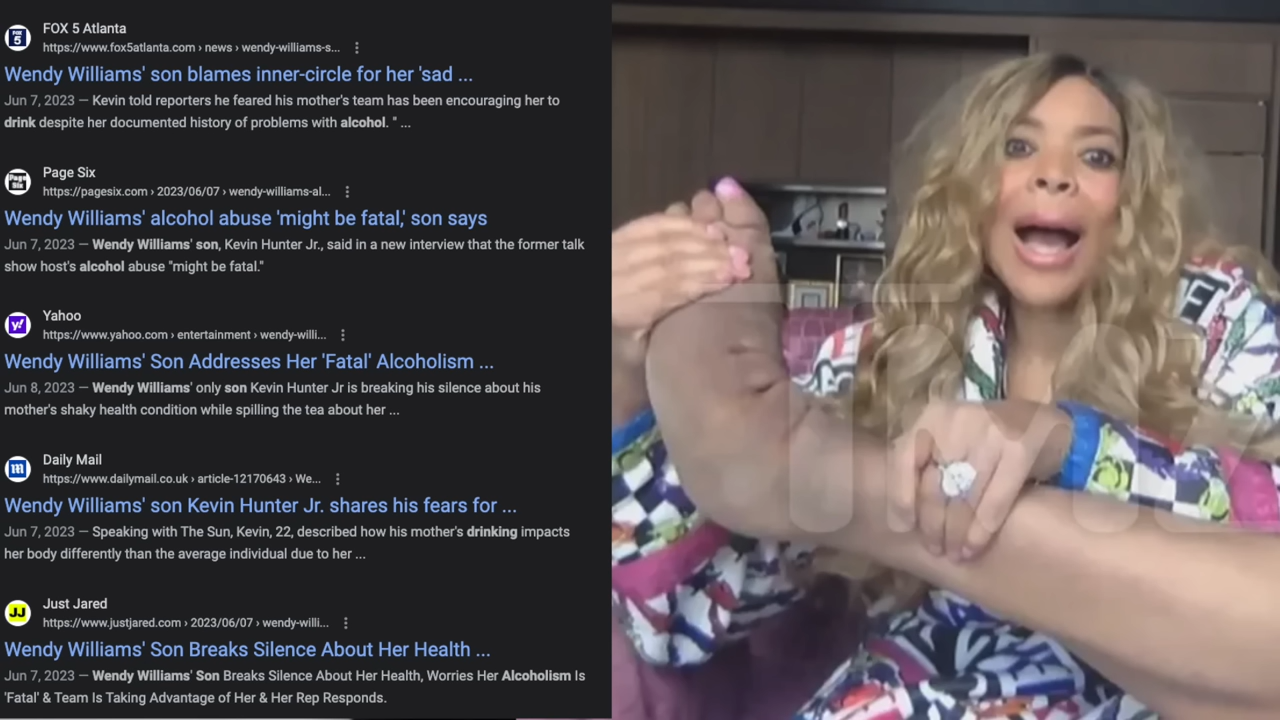 FOX 5 Atlanta
https://www.fox5atlanta.com › news › wendy-williams-s...
Wendy Williams' son blames inner-circle for her 'sad ...
Jun 7, 2023 — Kevin told reporters he feared his mother's team has been encouraging her to
drink despite her documented history of problems with alcohol. " ...
Page Six
https://pagesix.com › 2023/06/07 › wendy-williams-al...
Wendy Williams' alcohol abuse 'might be fatal,' son says
Jun 7, 2023 — Wendy Williams' son, Kevin Hunter Jr., said in a new interview that the former talk
show host's alcohol abuse "might be fatal."
Yahoo
https://www.yahoo.com › entertainment › wendy-willi...
Wendy Williams' Son Addresses Her 'Fatal' Alcoholism ...
Jun 8, 2023 — Wendy Williams' only son Kevin Hunter Jr is breaking his silence about his
mother's shaky health condition while spilling the tea about her ...
Daily Mail
https://www.dailymail.co.uk › article-12170643 › We...
Wendy Williams' son Kevin Hunter Jr. shares his fears for ...
Jun 7, 2023 — Speaking with The Sun, Kevin, 22, described how his mother's drinking impacts
her body differently than the average individual due to her ...
Just Jared
https://www.justjared.com › 2023/06/07 › wendy-willi...
Wendy Williams' Son Breaks Silence About Her Health ...
Jun 7, 2023 — Wendy Williams' Son Breaks Silence About Her Health, Worries Her Alcoholism Is
'Fatal' & Team Is Taking Advantage of Her & Her Rep Responds.
TMZ